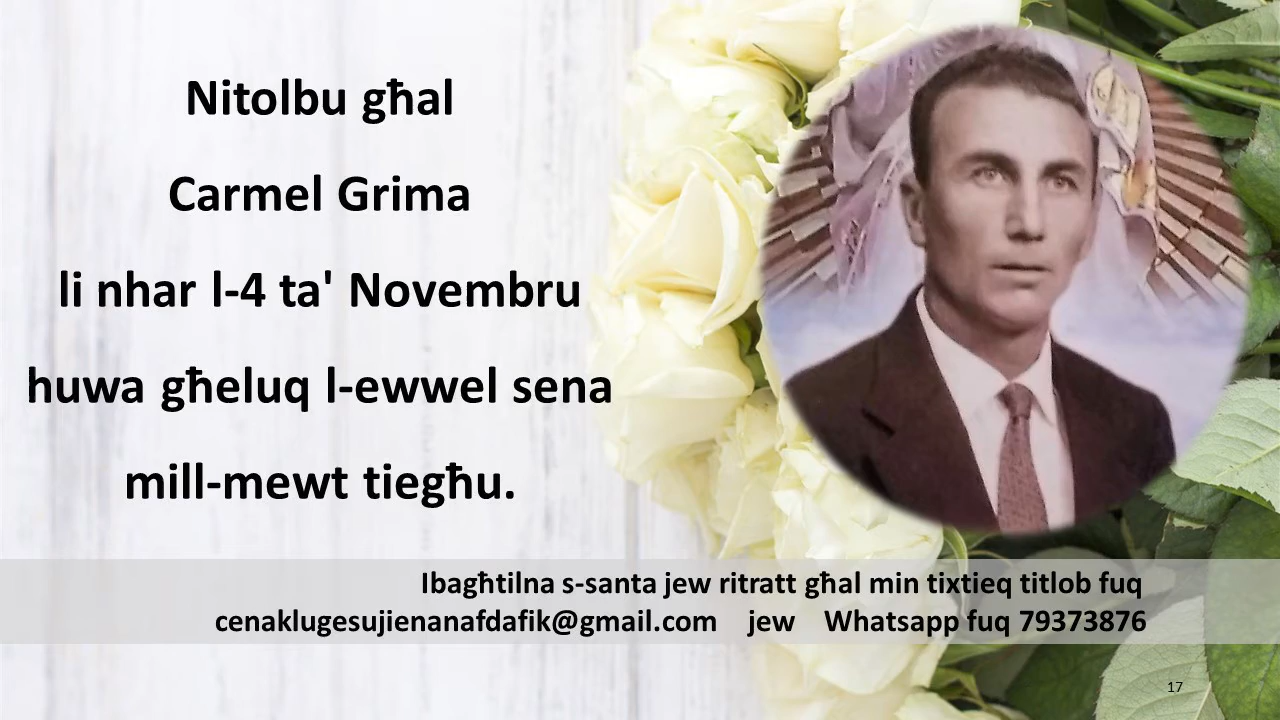 Nitolbu għal
Carmel Grima
li nhar l-4 ta' Novembru
huwa għeluq l-ewwel sena
mill-mewt tiegħu.
Ibagħtilna s-santa jew ritratt għal min tixtieq titlob fuq
cenaklugesujienanafdafik@gmail.com jew Whatsapp fuq 79373876
17